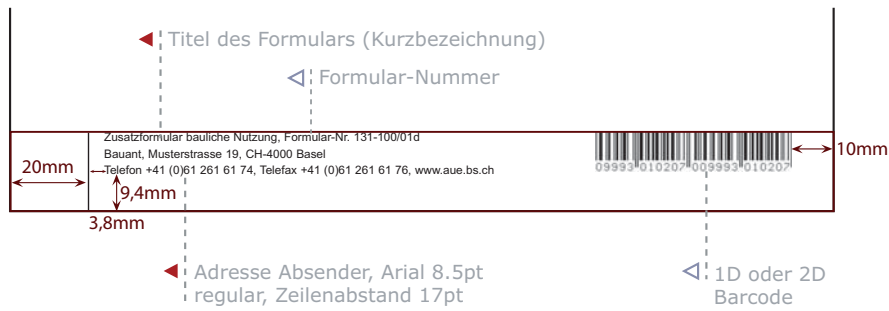 Titel des Formulars (Kurzbezeichnung)
Formular-Nummer
Zusatzformular bauliche Nutzung, Formular-Nr. 131-100/01d
Bauant, Musterstrasse 19, CH-4000 Basel
Telefon +41 (0)61 261 61 74, Telefax +41 (0)61 261 61 76, www.aue.bs.ch
09993 010207 009993 010207
10mm
20mm
9,4mm
3,8mm
Adresse Absender, Arial 8.5pt
regular, Zeilenabstand 17pt
1D oder 2D
Barcode